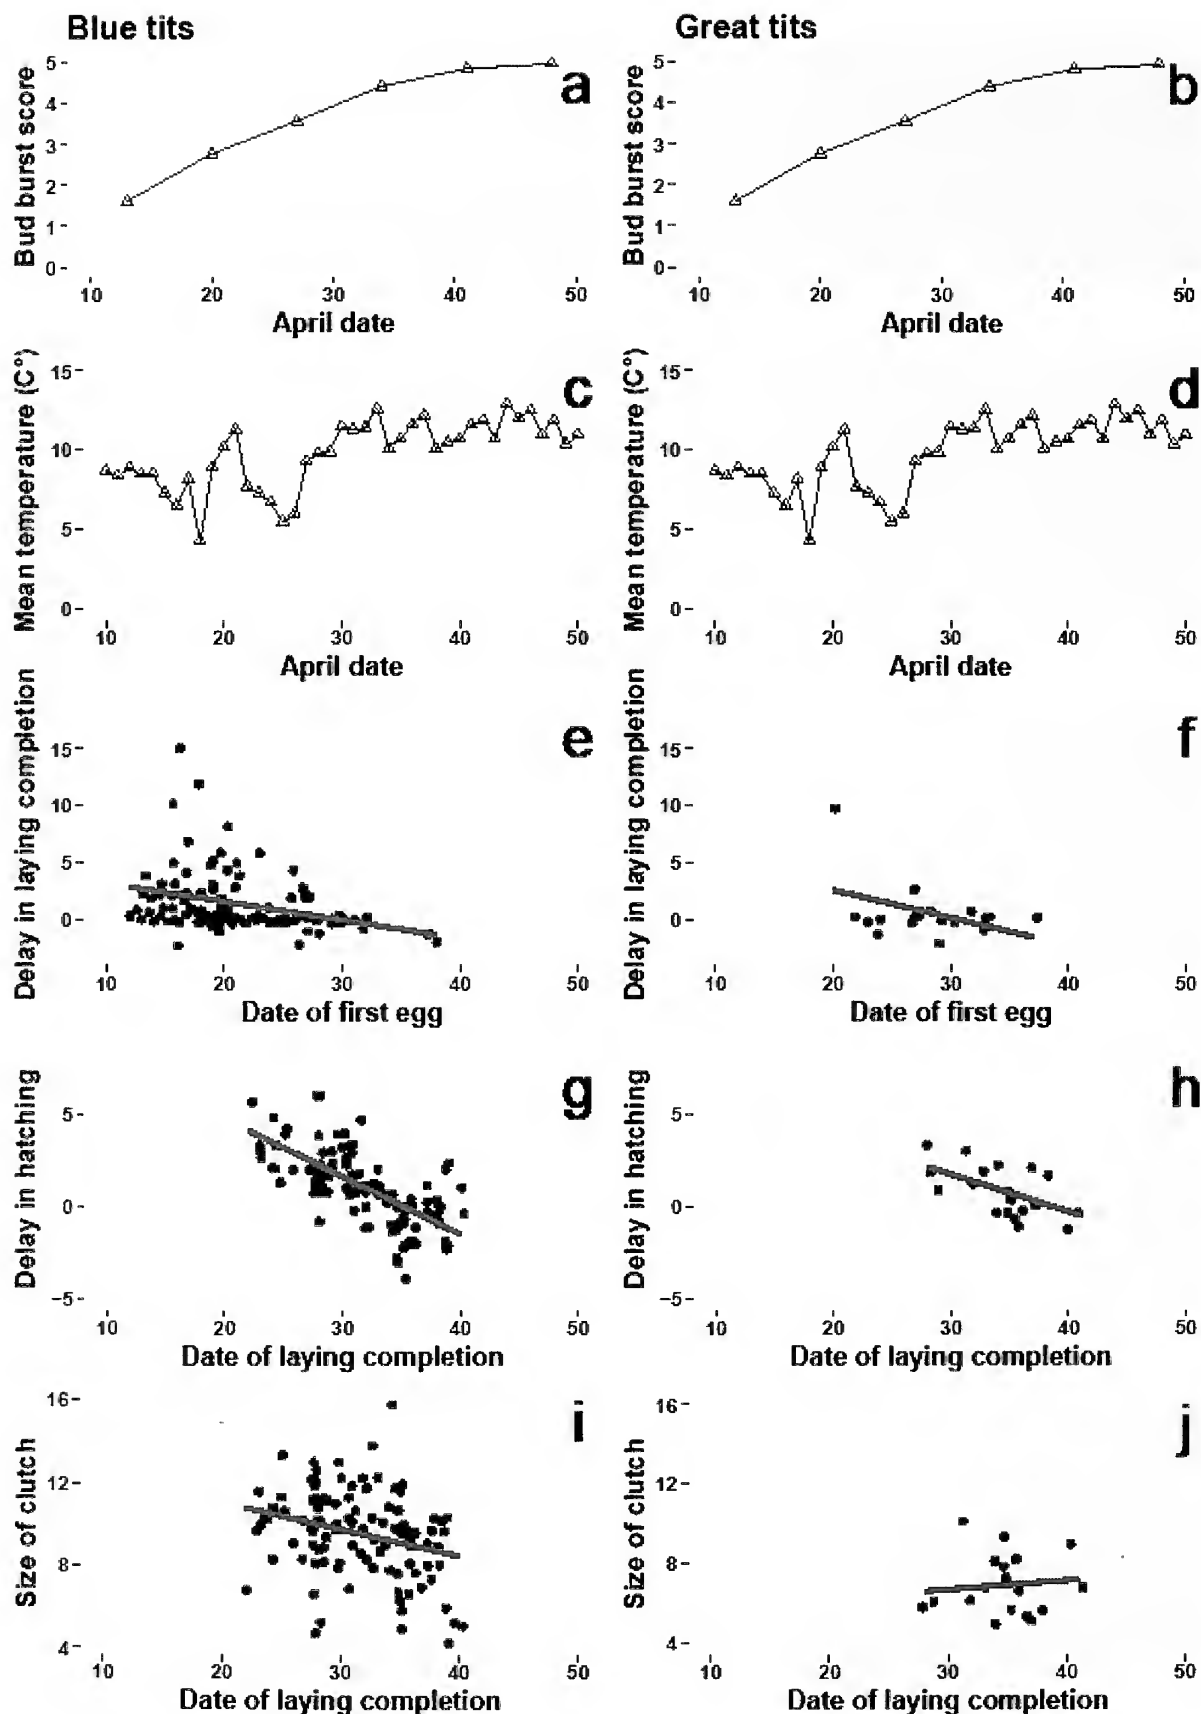 Blue tits
Great tits
Bud burst score
5
4
3
2
1
0
a
10 20 30 40 50
April date
Bud burst score
5
4
3
2
1
0
b
10 20 30 40 50
April date
Mean temperature (C°)
15
10
5
0
c
10 20 30 40 50
April date
Mean temperature (C°)
15
10
5
0
d
10 20 30 40 50
April date
Delay in laying completion
15
10
5
0
e
10 20 30 40 50
Date of first egg
Delay in laying completion
15
10
5
0
f
10 20 30 40 50
Date of first egg
Delay in hatching
5
0
−5
g
10 20 30 40 50
Date of laying completion
Delay in hatching
5
0
−5
h
10 20 30 40 50
Date of laying completion
Size of clutch
16
12
8
4
i
10 20 30 40 50
Date of laying completion
Size of clutch
16
12
8
4
j
10 20 30 40 50
Date of laying completion